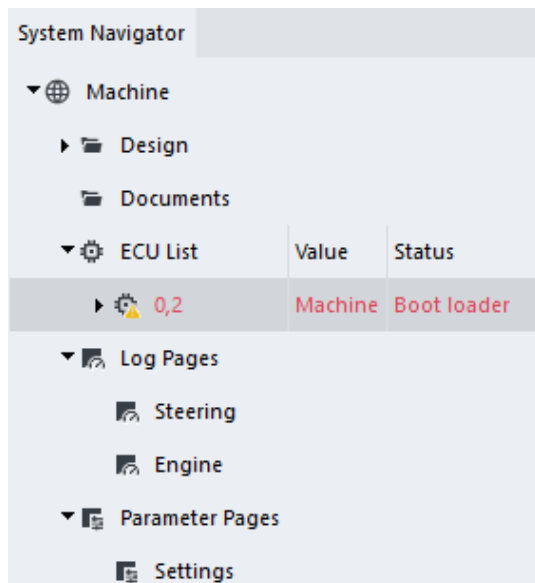 System Navigator
Machine
Design
Documents
ECU List Value Status
0,2 Machine Boot loader
Log Pages
Steering
Engine
Parameter Pages
Settings